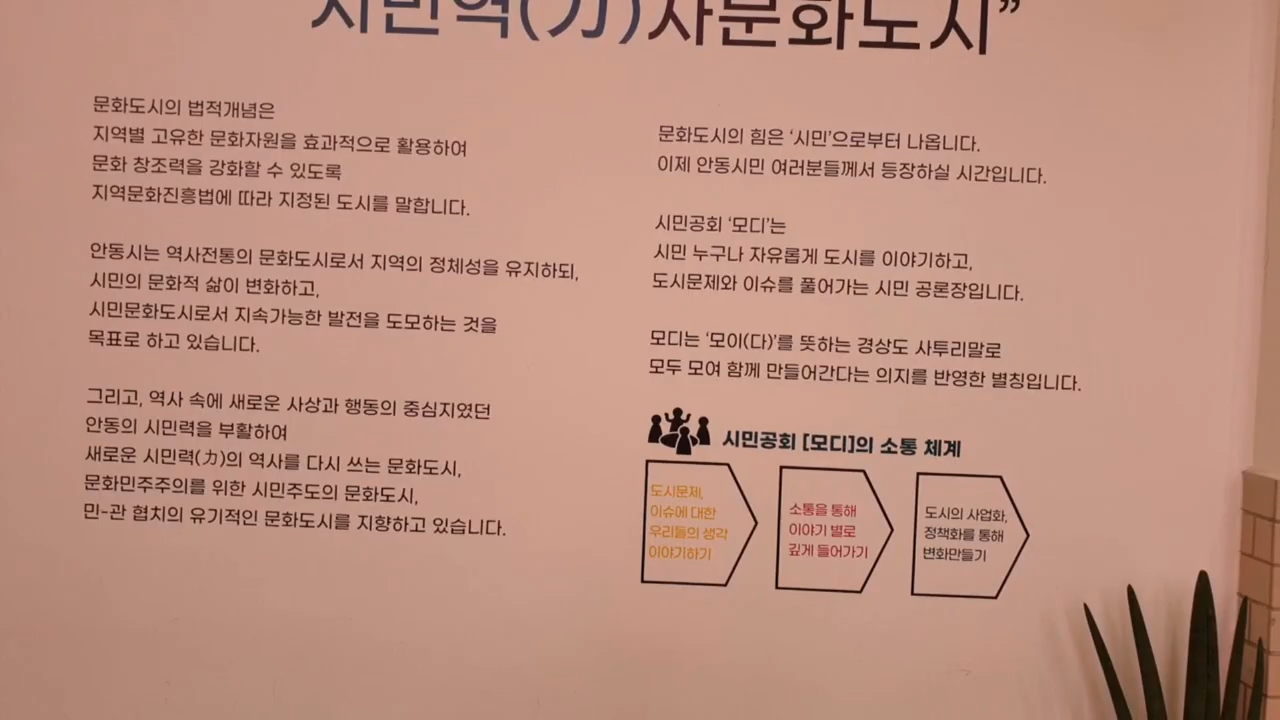 시민력(力)사문화도시”
문화도시의 법적개념은
지역별 고유한 문화자원을 효과적으로 활용하여
문화 창조력을 강화할 수 있도록
지역문화진흥법에 따라 지정된 도시를 말합니다.
안동시는 역사전통의 문화도시로서 지역의 정체성을 유지하되,
시민의 문화적 삶이 변화하고,
시민문화도시로서 지속가능한 발전을 도모하는 것을
목표로 하고 있습니다.
그리고, 역사 속에 새로운 사상과 행동의 중심지였던
안동의 시민력을 부활하여
새로운 시민력(力)의 역사를 다시 쓰는 문화도시,
문화민주주의를 위한 시민주도의 문화도시,
민-관 협치의 유기적인 문화도시를 지향하고 있습니다.
문화도시의 힘은 ‘시민’으로부터 나옵니다.
이제 안동시민 여러분들께서 등장하실 시간입니다.
시민공회 ‘모디’는
시민 누구나 자유롭게 도시를 이야기하고,
도시문제와 이슈를 풀어가는 시민 공론장입니다.
모디는 ‘모이(다)’를 뜻하는 경상도 사투리말로
모두 모여 함께 만들어간다는 의지를 반영한 별칭입니다.
시민공회 [모디]의 소통 체계
도시문제,
이슈에 대한
우리들의 생각
이야기하기
소통을 통해
이야기 별로
깊게 들어가기
도시의 사업화,
정책화를 통해
변화만들기